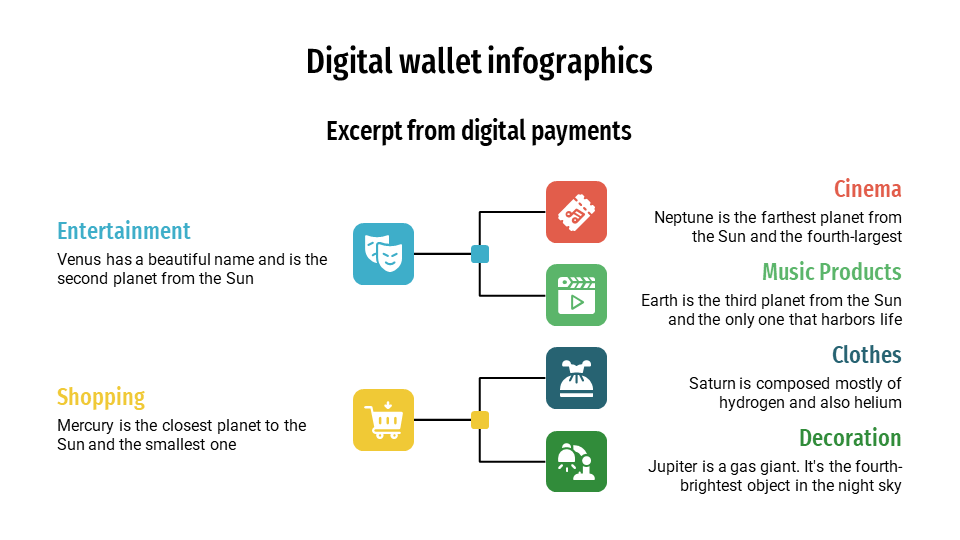 Digital wallet infographics
Excerpt from digital payments
Entertainment
Venus has a beautiful name and is the
second planet from the Sun
Cinema
Neptune is the farthest planet from
the Sun and the fourth-largest
Music Products
Earth is the third planet from the Sun
and the only one that harbors life
Shopping
Mercury is the closest planet to the
Sun and the smallest one
Clothes
Saturn is composed mostly of
hydrogen and also helium
Decoration
Jupiter is a gas giant. It's the fourth-
brightest object in the night sky